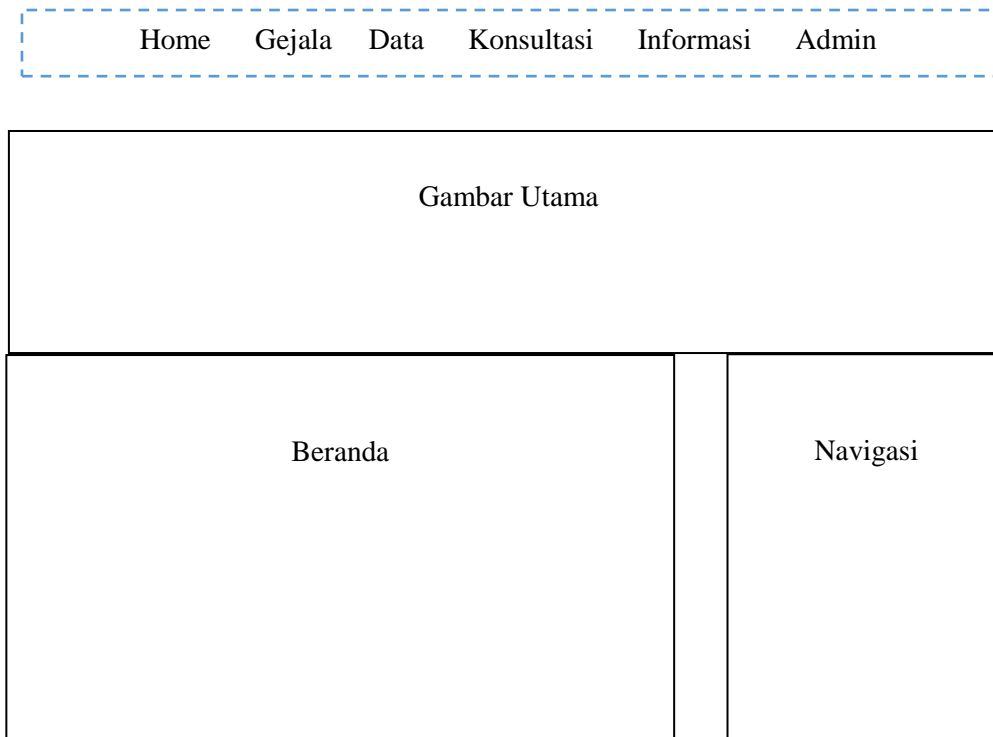 Home Gejala Data Konsultasi Informasi Admin
Gambar Utama
Beranda
Navigasi